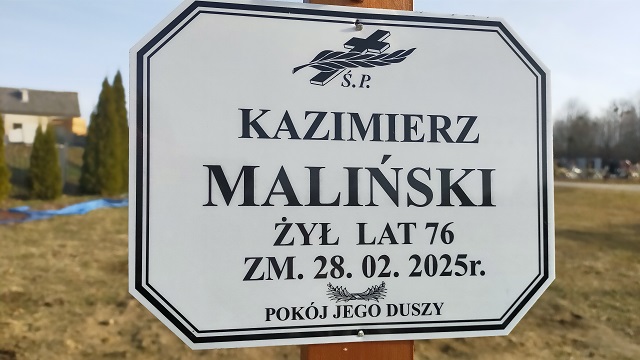 Ś.P.
KAZIMIERZ
MALIŃSKI
ŻYŁ LAT 76
ZM. 28. 02. 2025r.
POKÓJ JEGO DUSZY